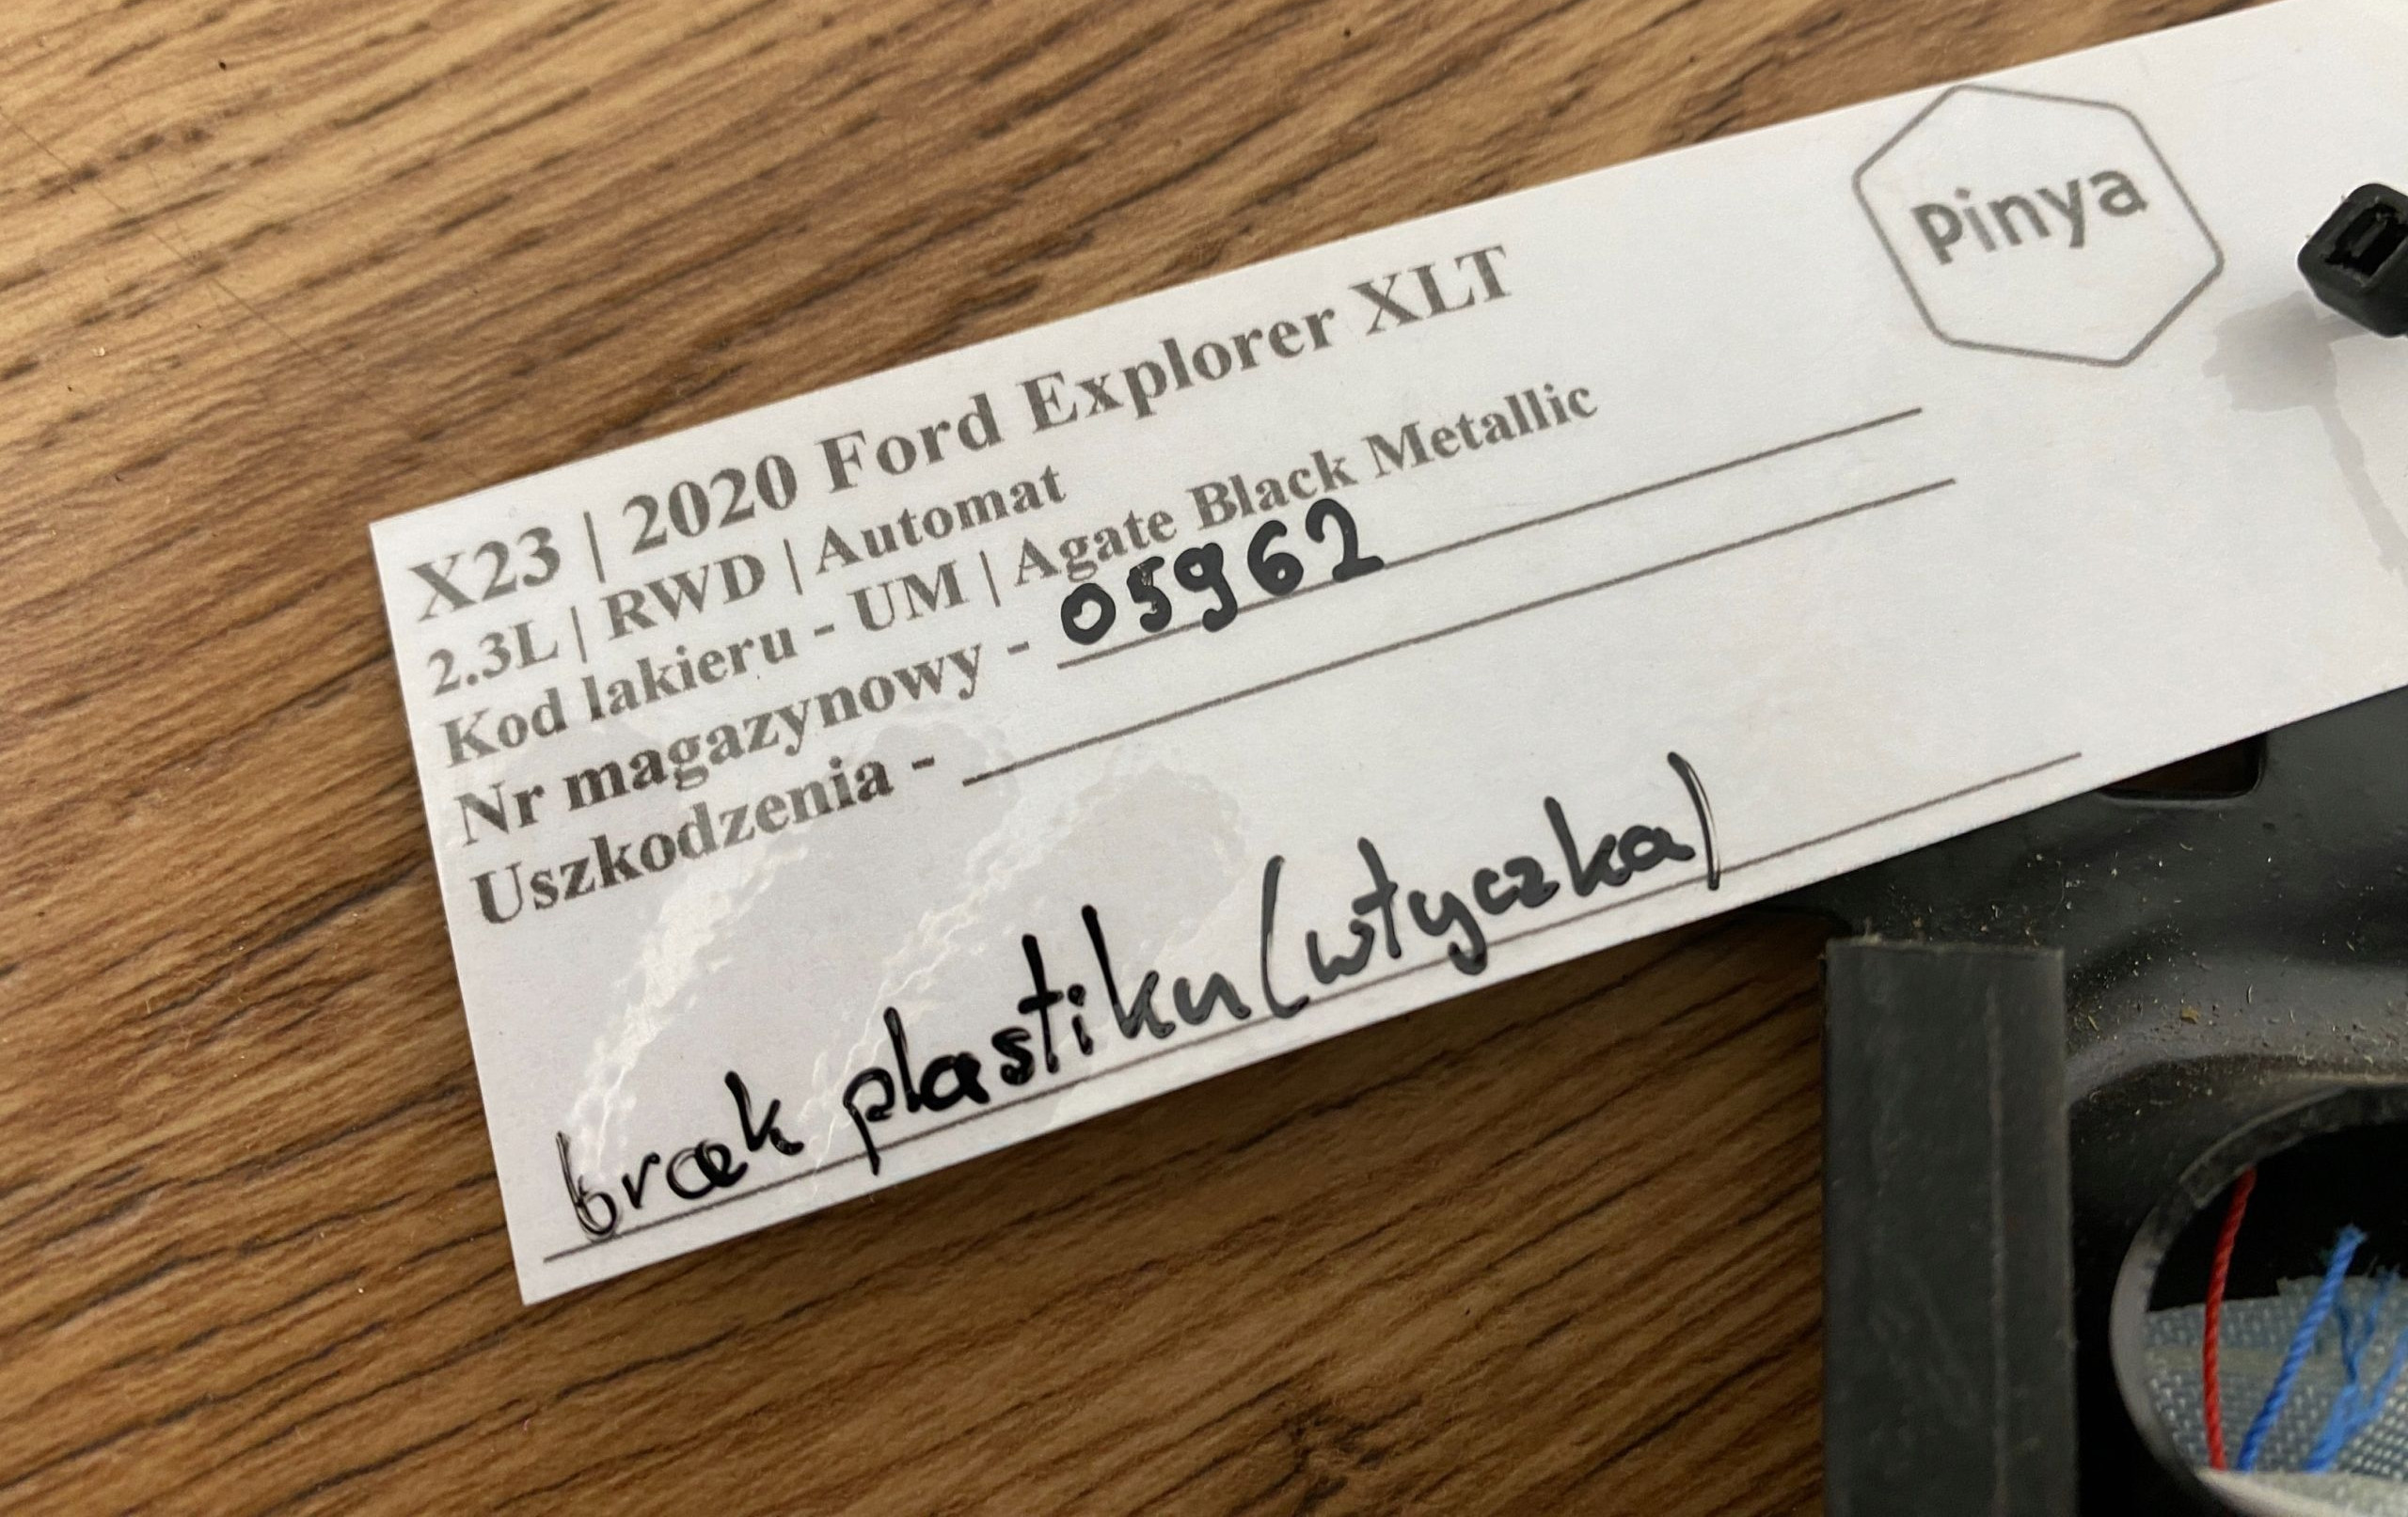 Pinya
X23 | 2020 Ford Explorer XLT
2.3L | RWD | Automat
Kod lakieru - UM | Agate Black Metallic
Nr magazynowy - 05962
Uszkodzenia -
brak plastiku (wtyczka)